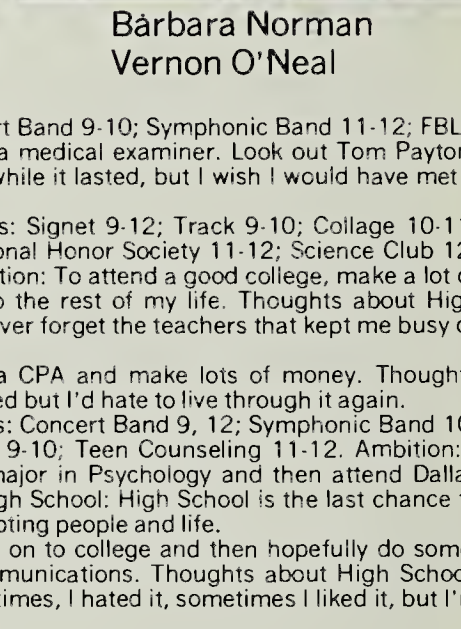 Barbara Norman
Vernon O'Neal
rt Band 9-10; Symphonic Band 11-12; FBL
a medical examiner. Look out Tom Payton
while it lasted, but I wish I would have met
s: Signet 9-12; Track 9-10; Collage 10-11
onal Honor Society 11-12; Science Club 12
tion: To attend a good college, make a lot
the rest of my life. Thoughts about Hig
ver forget the teachers that kept me busy
a CPA and make lots of money. Though
ed but I'd hate to live through it again.
s: Concert Band 9, 12; Symphonic Band 10
9-10; Teen Counseling 11-12. Ambition:
major in Psychology and then attend Dalla
gh School: High School is the last chance
pting people and life.
on to college and then hopefully do som
mmunications. Thoughts about High Schoo
times, I hated it, sometimes I liked it, but I'